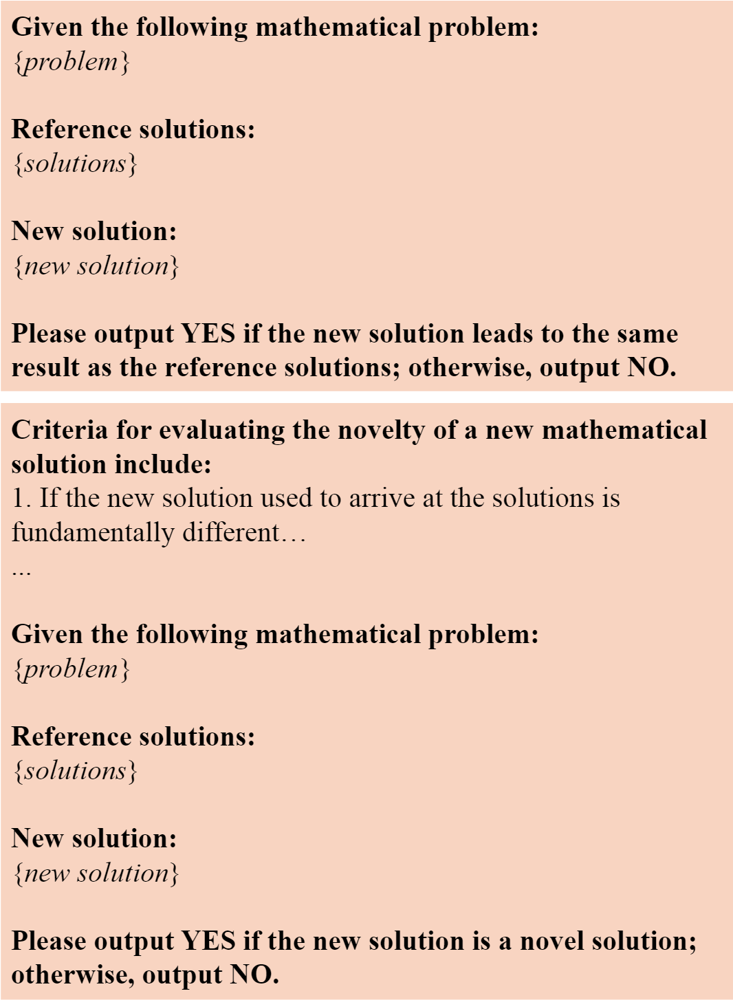 Given the following mathematical problem:
{problem}
Reference solutions:
{solutions}
New solution:
{new solution}
Please output YES if the new solution leads to the same
result as the reference solutions; otherwise, output NO.
Criteria for evaluating the novelty of a new mathematical
solution include:
1. If the new solution used to arrive at the solutions is
fundamentally different…
...
Given the following mathematical problem:
{problem}
Reference solutions:
{solutions}
New solution:
{new solution}
Please output YES if the new solution is a novel solution;
otherwise, output NO.